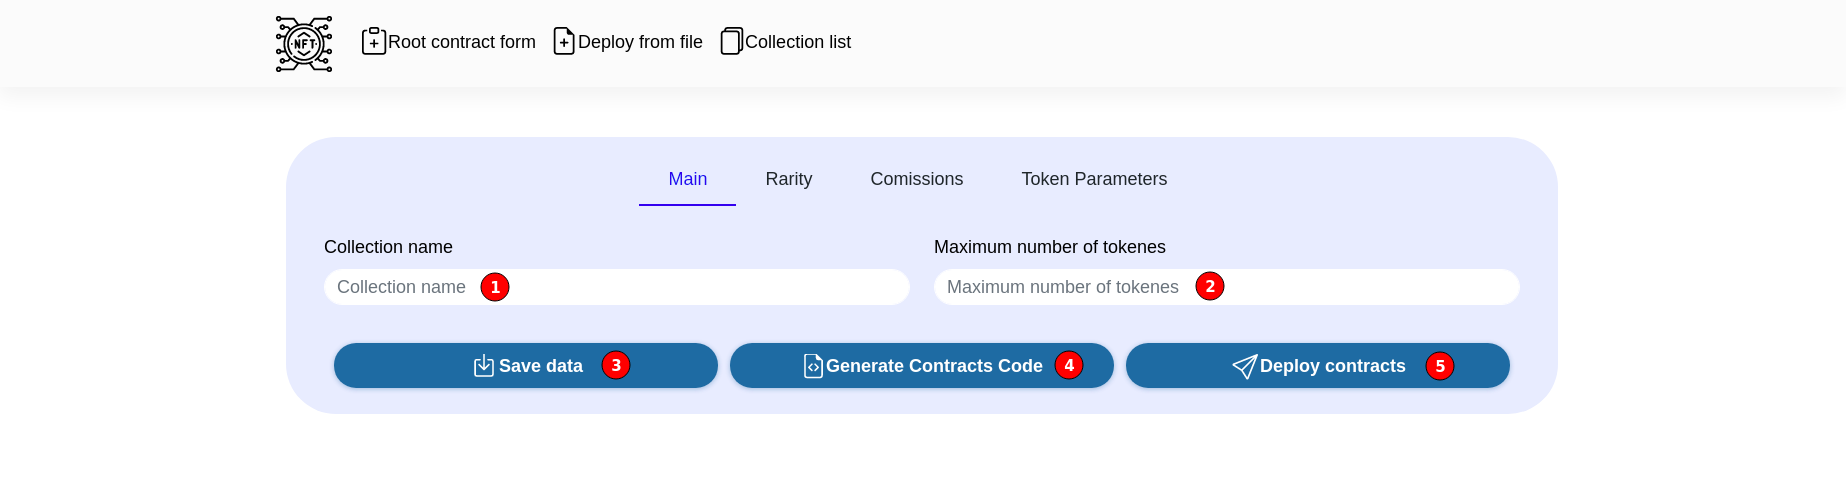 NFT
Root contract form
Deploy from file
Collection list
Main
Rarity
Comissions
Token Parameters
Collection name
Maximum number of tokenes
Collection name 1
Maximum number of tokenes 2
Save data 3
Generate Contracts Code 4
Deploy contracts 5